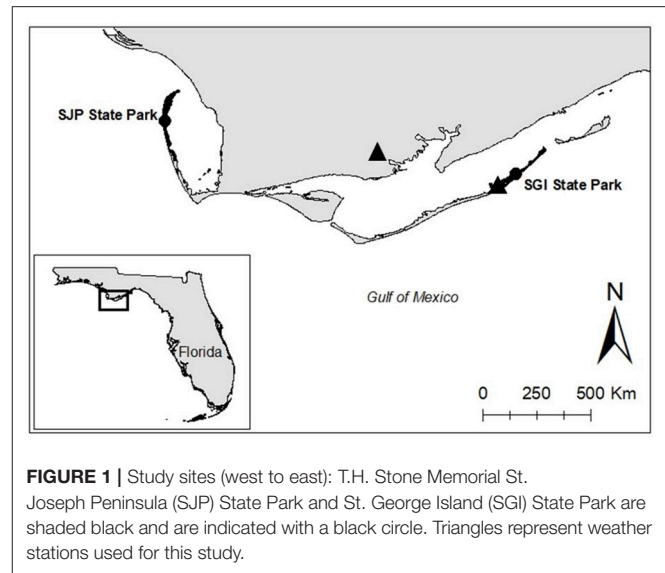 SJP State Park
SGI State Park
Gulf of Mexico
N
Florida
0 250 500 Km
FIGURE 1 | Study sites (west to east): T.H. Stone Memorial St.
Joseph Peninsula (SJP) State Park and St. George Island (SGI) State Park are
shaded black and are indicated with a black circle. Triangles represent weather
stations used for this study.